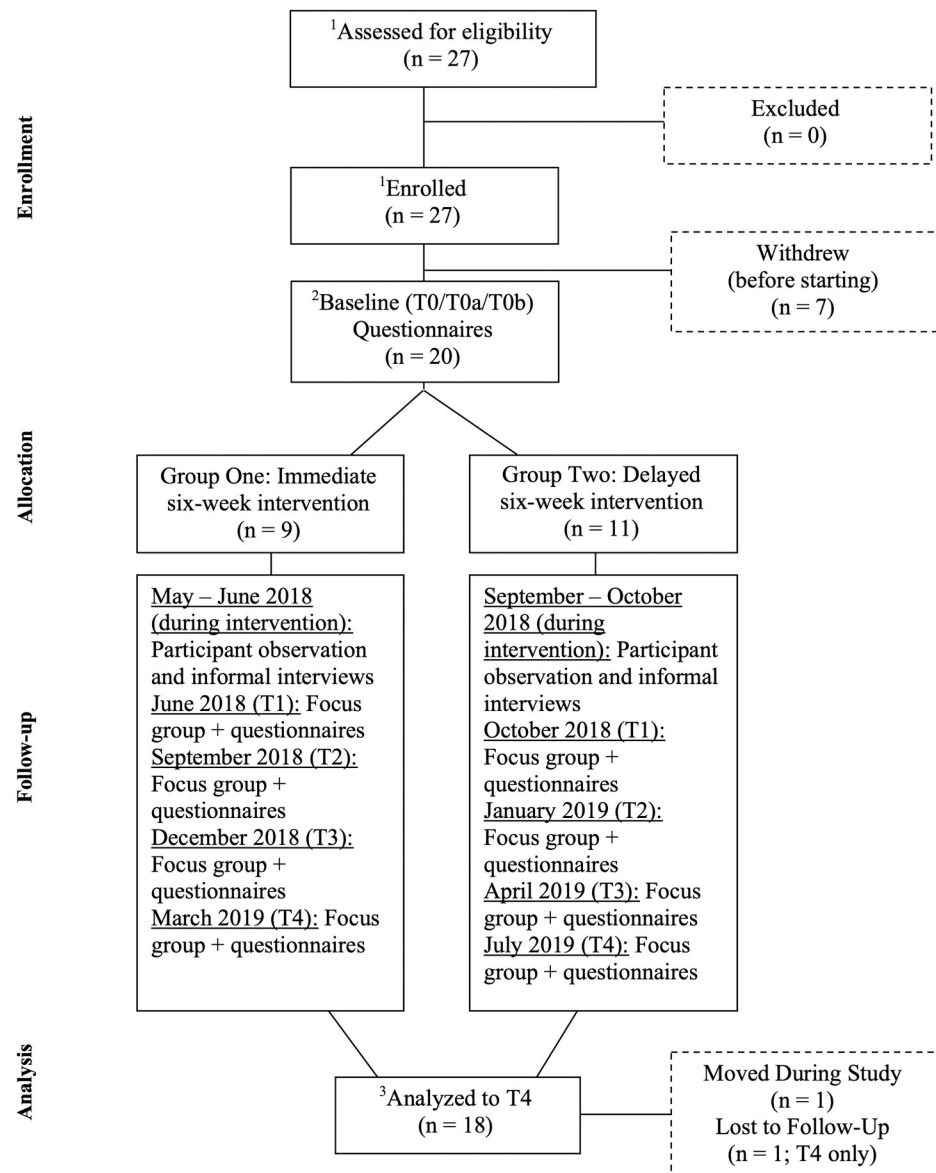 ¹Assessed for eligibility
(n = 27)
Excluded
(n = 0)
Enrollment
¹Enrolled
(n = 27)
Withdrew
(before starting)
(n = 7)
²Baseline (T0/T0a/T0b)
Questionnaires
(n = 20)
Allocation
Group One: Immediate
six-week intervention
(n = 9)
Group Two: Delayed
six-week intervention
(n = 11)
Follow-up
May – June 2018
(during intervention):
Participant observation
and informal interviews
June 2018 (T1): Focus
group + questionnaires
September 2018 (T2):
Focus group +
questionnaires
December 2018 (T3):
Focus group +
questionnaires
March 2019 (T4): Focus
group + questionnaires
September – October
2018 (during
intervention): Participant
observation and informal
interviews
October 2018 (T1):
Focus group +
questionnaires
January 2019 (T2):
Focus group +
questionnaires
April 2019 (T3): Focus
group + questionnaires
July 2019 (T4): Focus
group + questionnaires
Analysis
³Analyzed to T4
(n = 18)
Moved During Study
(n = 1)
Lost to Follow-Up
(n = 1; T4 only)